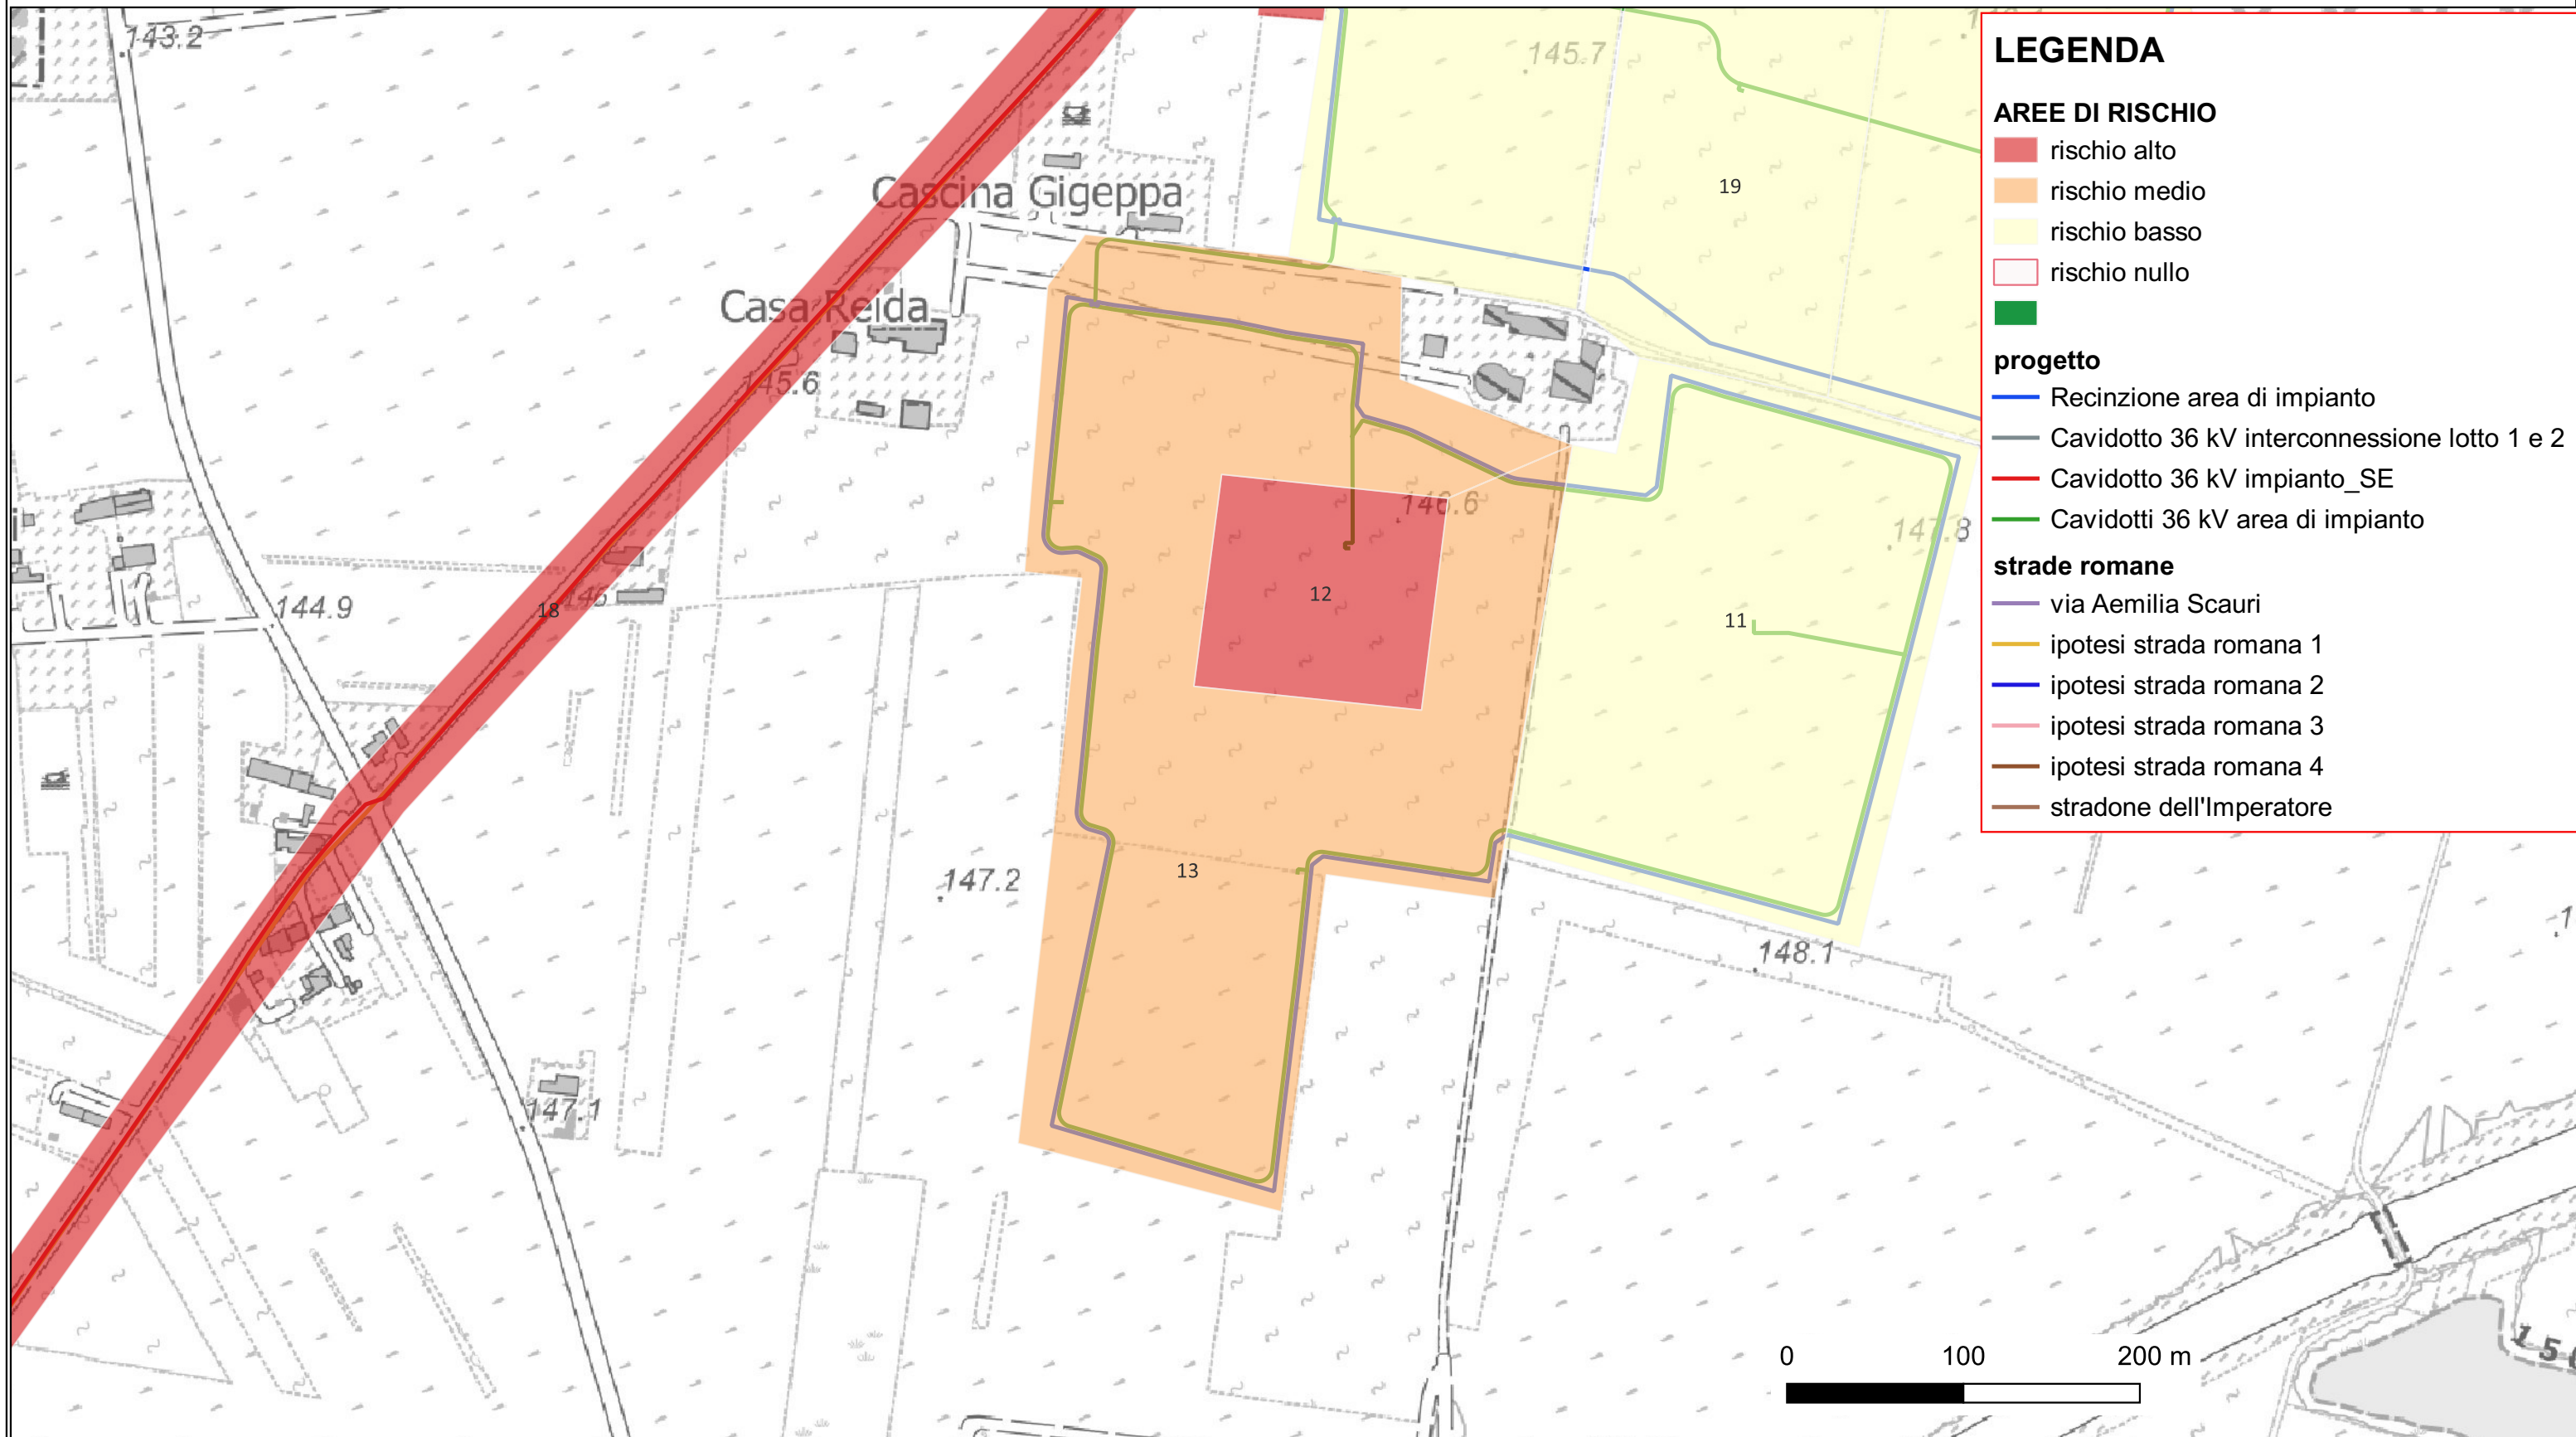 LEGENDA
AREE DI RISCHIO
rischio alto
rischio medio
rischio basso
rischio nullo
progetto
Recinzione area di impianto
Cavidotto 36 kV interconnessione lotto 1 e 2
Cavidotto 36 kV impianto_SE
Cavidotti 36 kV area di impianto
strade romane
via Aemilia Scauri
ipotesi strada romana 1
ipotesi strada romana 2
ipotesi strada romana 3
ipotesi strada romana 4
stradone dell'Imperatore
143.2
145.7
19
Cascina Gigeppa
Casa Reida
145.6
146.6
147.8
12
11
18
146
144.9
13
147.2
148.1
147.1
0 100 200 m